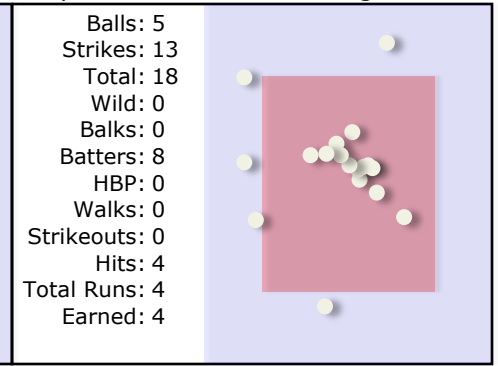 Balls: 5
Strikes: 13
Total: 18
Wild: 0
Balks: 0
Batters: 8
HBP: 0
Walks: 0
Strikeouts: 0
Hits: 4
Total Runs: 4
Earned: 4